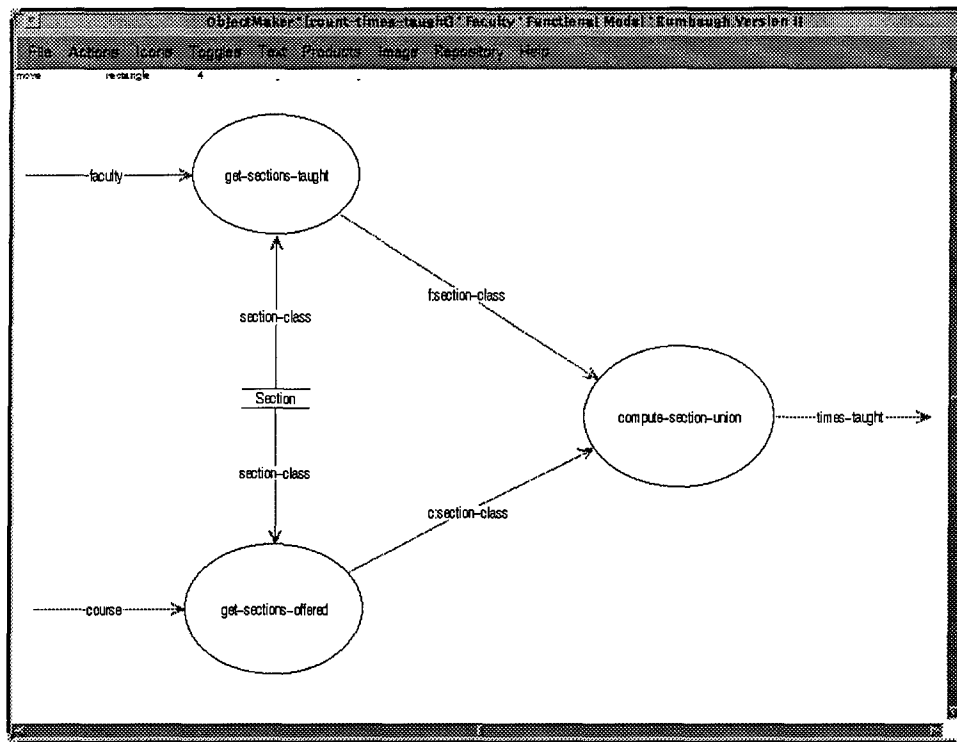 ObjectMaker * [count-times-taught] * Faculty * Functional Model * Rumbaugh Version II
File Actions Icons Toggles Text Products Image Repository Help
move rectangle 4
faculty
get-sections-taught
section-class
f:section-class
Section
compute-section-union
times-taught
section-class
c:section-class
course
get-sections-offered